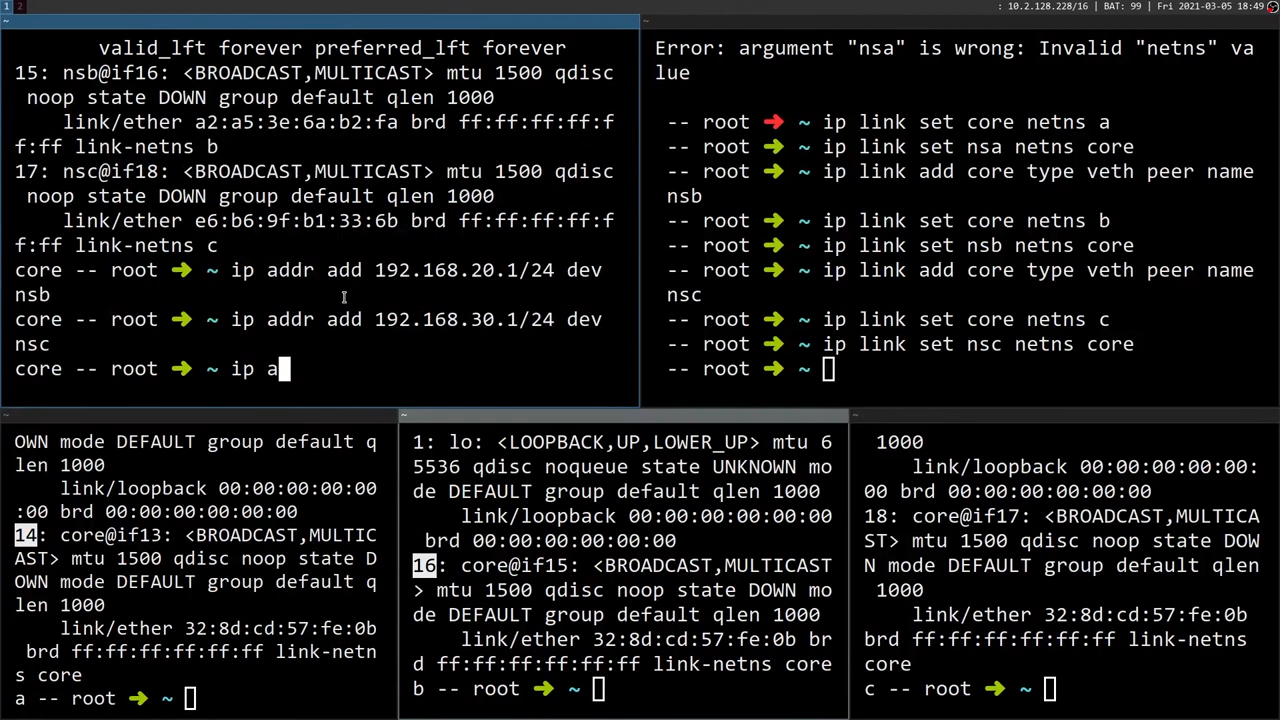 1 2
: 10.2.128.228/16 | BAT: 99 | Fri 2021-03-05 18:49
~
valid_lft forever preferred_lft forever
15: nsb@if16: <BROADCAST,MULTICAST> mtu 1500 qdisc
noop state DOWN group default qlen 1000
link/ether a2:a5:3e:6a:b2:fa brd ff:ff:ff:ff:f
f:ff link-netns b
17: nsc@if18: <BROADCAST,MULTICAST> mtu 1500 qdisc
noop state DOWN group default qlen 1000
link/ether e6:b6:9f:b1:33:6b brd ff:ff:ff:ff:f
f:ff link-netns c
core -- root ➜ ~ ip addr add 192.168.20.1/24 dev
nsb
core -- root ➜ ~ ip addr add 192.168.30.1/24 dev
nsc
core -- root ➜ ~ ip a
~
Error: argument "nsa" is wrong: Invalid "netns" va
lue
-- root ➜ ~ ip link set core netns a
-- root ➜ ~ ip link set nsa netns core
-- root ➜ ~ ip link add core type veth peer name
nsb
-- root ➜ ~ ip link set core netns b
-- root ➜ ~ ip link set nsb netns core
-- root ➜ ~ ip link add core type veth peer name
nsc
-- root ➜ ~ ip link set core netns c
-- root ➜ ~ ip link set nsc netns core
-- root ➜ ~
~
OWN mode DEFAULT group default q
len 1000
link/loopback 00:00:00:00:00
:00 brd 00:00:00:00:00:00
14: core@if13: <BROADCAST,MULTIC
AST> mtu 1500 qdisc noop state D
OWN mode DEFAULT group default q
len 1000
link/ether 32:8d:cd:57:fe:0b
brd ff:ff:ff:ff:ff:ff link-netn
s core
a -- root ➜ ~
~
1: lo: <LOOPBACK,UP,LOWER_UP> mtu 6
5536 qdisc noqueue state UNKNOWN mo
de DEFAULT group default qlen 1000
link/loopback 00:00:00:00:00:00
brd 00:00:00:00:00:00
16: core@if15: <BROADCAST,MULTICAST
> mtu 1500 qdisc noop state DOWN mo
de DEFAULT group default qlen 1000
link/ether 32:8d:cd:57:fe:0b br
d ff:ff:ff:ff:ff:ff link-netns core
b -- root ➜ ~
~
1000
link/loopback 00:00:00:00:00:
00 brd 00:00:00:00:00:00
18: core@if17: <BROADCAST,MULTICA
ST> mtu 1500 qdisc noop state DOW
N mode DEFAULT group default qlen
1000
link/ether 32:8d:cd:57:fe:0b
brd ff:ff:ff:ff:ff:ff link-netns
core
c -- root ➜ ~